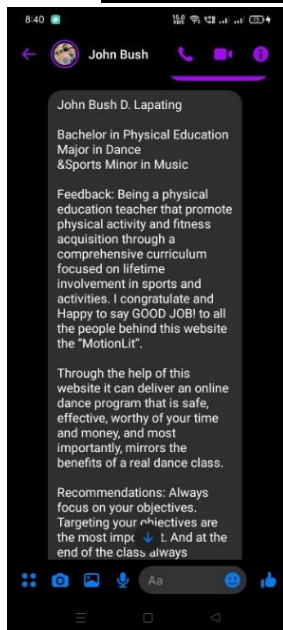 8:40
John Bush
John Bush D. Lapating
Bachelor in Physical Education
Major in Dance
&Sports Minor in Music
Feedback: Being a physical
education teacher that promote
physical activity and fitness
acquisition through a
comprehensive curriculum
focused on lifetime
involvement in sports and
activities. I congratulate and
Happy to say GOOD JOB! to all
the people behind this website
the “MotionLit”.
Through the help of this
website it can deliver an online
dance program that is safe,
effective, worthy of your time
and money, and most
importantly, mirrors the
benefits of a real dance class.
Recommendations: Always
focus on your objectives.
Targeting your objectives are
the most t. And at the
end of the class always
Aa